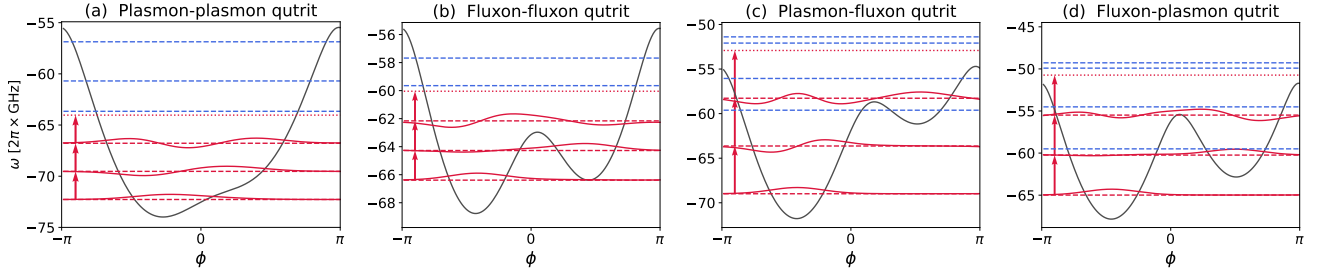 (a) Plasmon-plasmon qutrit
ω [2π × GHz]
−55
−60
−65
−70
−75
−π
0
π
ϕ
(b) Fluxon-fluxon qutrit
−56
−58
−60
−62
−64
−66
−68
−π
0
π
ϕ
(c) Plasmon-fluxon qutrit
−50
−55
−60
−65
−70
−π
0
π
ϕ
(d) Fluxon-plasmon qutrit
−45
−50
−55
−60
−65
−π
0
π
ϕ